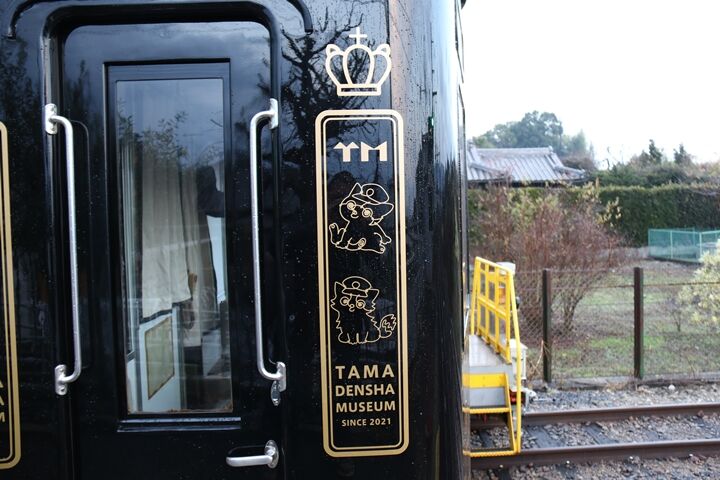 TM
TAMA
DENSHA
MUSEUM
SINCE 2021